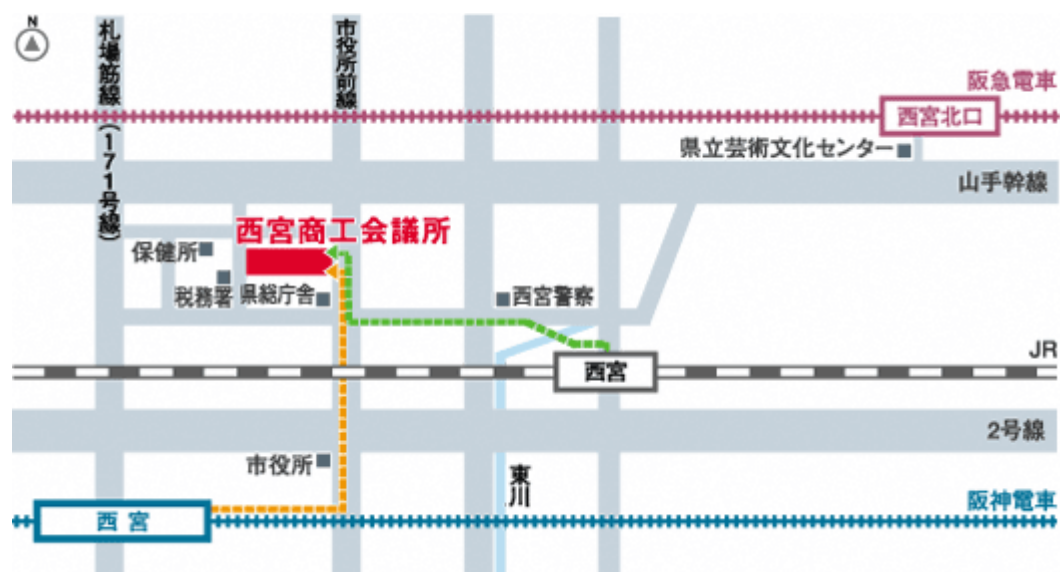 N
札場筋線(171号線)
市役所前線
阪急電車
西宮北口
県立芸術文化センター
山手幹線
西宮商工会議所
保健所
税務署
県総庁舎
西宮警察
JR
西宮
2号線
市役所
東川
西宮
阪神電車